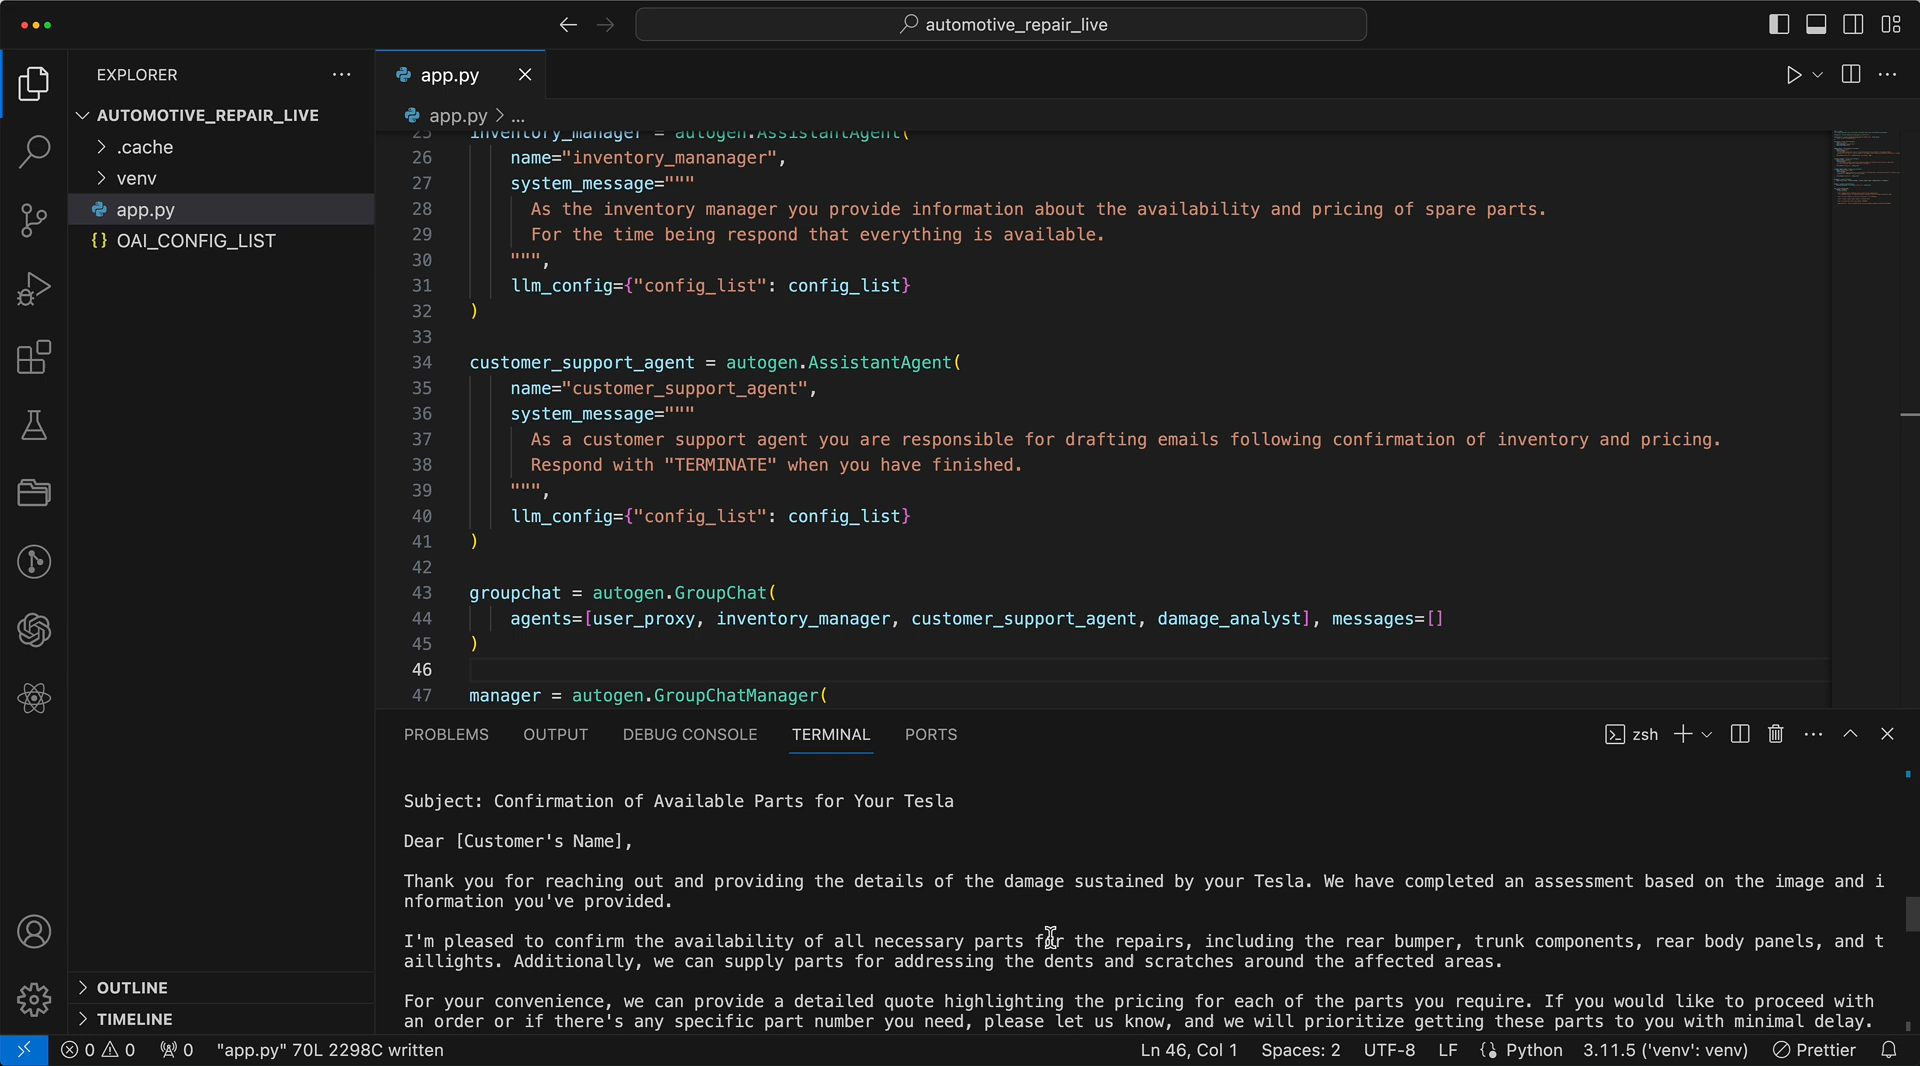 automotive_repair_live
EXPLORER
AUTOMOTIVE_REPAIR_LIVE
.cache
venv
app.py
OAI_CONFIG_LIST
OUTLINE
TIMELINE
app.py
app.py > ...
25 inventory_manager = autogen.AssistantAgent(
26 name="inventory_mananager",
27 system_message="""
28 As the inventory manager you provide information about the availability and pricing of spare parts.
29 For the time being respond that everything is available.
30 """,
31 llm_config={"config_list": config_list}
32 )
33
34 customer_support_agent = autogen.AssistantAgent(
35 name="customer_support_agent",
36 system_message="""
37 As a customer support agent you are responsible for drafting emails following confirmation of inventory and pricing.
38 Respond with "TERMINATE" when you have finished.
39 """,
40 llm_config={"config_list": config_list}
41 )
42
43 groupchat = autogen.GroupChat(
44 agents=[user_proxy, inventory_manager, customer_support_agent, damage_analyst], messages=[]
45 )
46
47 manager = autogen.GroupChatManager(
PROBLEMS OUTPUT DEBUG CONSOLE TERMINAL PORTS
zsh
Subject: Confirmation of Available Parts for Your Tesla
Dear [Customer's Name],
Thank you for reaching out and providing the details of the damage sustained by your Tesla. We have completed an assessment based on the image and i
nformation you've provided.
I'm pleased to confirm the availability of all necessary parts for the repairs, including the rear bumper, trunk components, rear body panels, and t
aillights. Additionally, we can supply parts for addressing the dents and scratches around the affected areas.
For your convenience, we can provide a detailed quote highlighting the pricing for each of the parts you require. If you would like to proceed with
an order or if there's any specific part number you need, please let us know, and we will prioritize getting these parts to you with minimal delay.
0 0 0 "app.py" 70L 2298C written Ln 46, Col 1 Spaces: 2 UTF-8 LF Python 3.11.5 ('venv': venv) Prettier